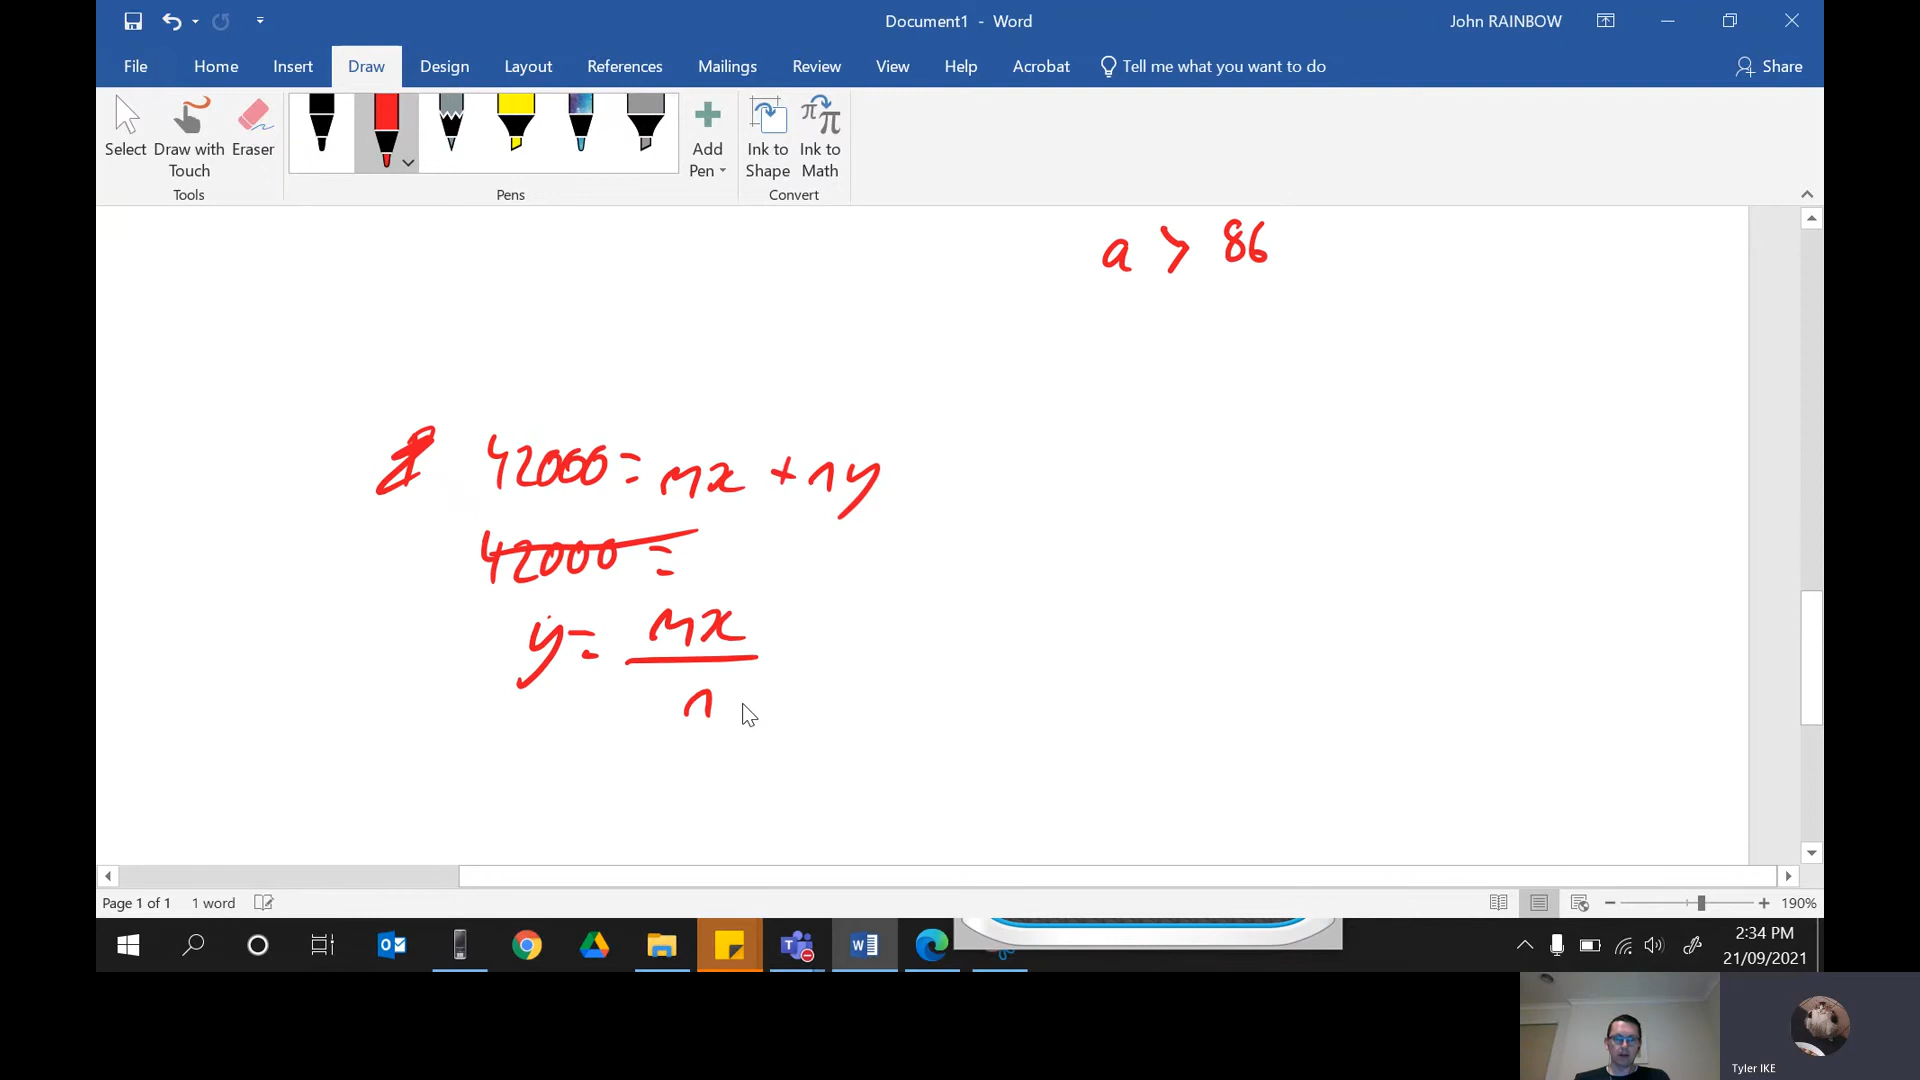 Document1 - Word
John RAINBOW
File Home Insert Draw Design Layout References Mailings Review View Help Acrobat Tell me what you want to do Share
Select
Draw with Touch
Eraser
Add Pen
Ink to Shape
Ink to Math
Tools
Pens
Convert
a > 86
42000 = mx + ny
42000 =
y = mx
n
Page 1 of 1 1 word
190%
2:34 PM
21/09/2021
Tyler IKE